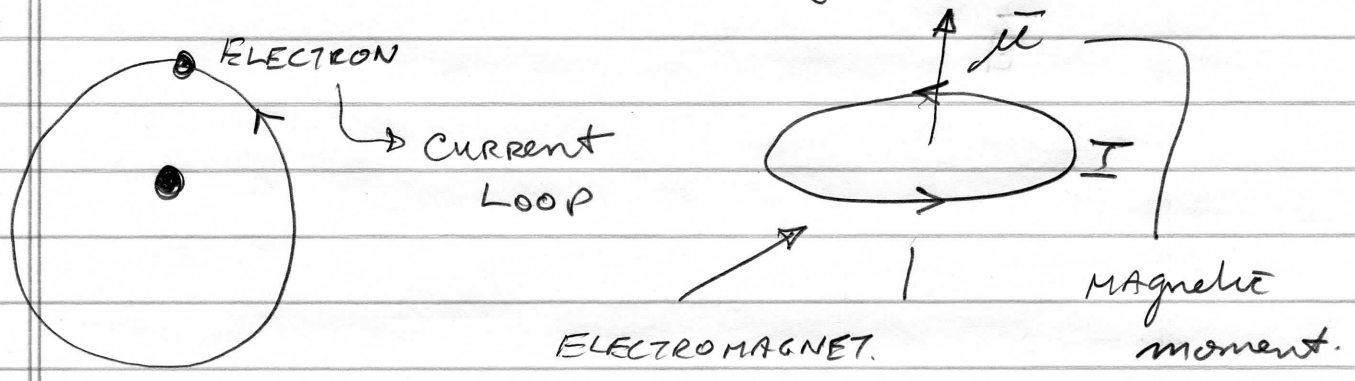 ELECTRON
CURRENT
LOOP
μ̄
I
ELECTROMAGNET.
MAgnetic
moment.